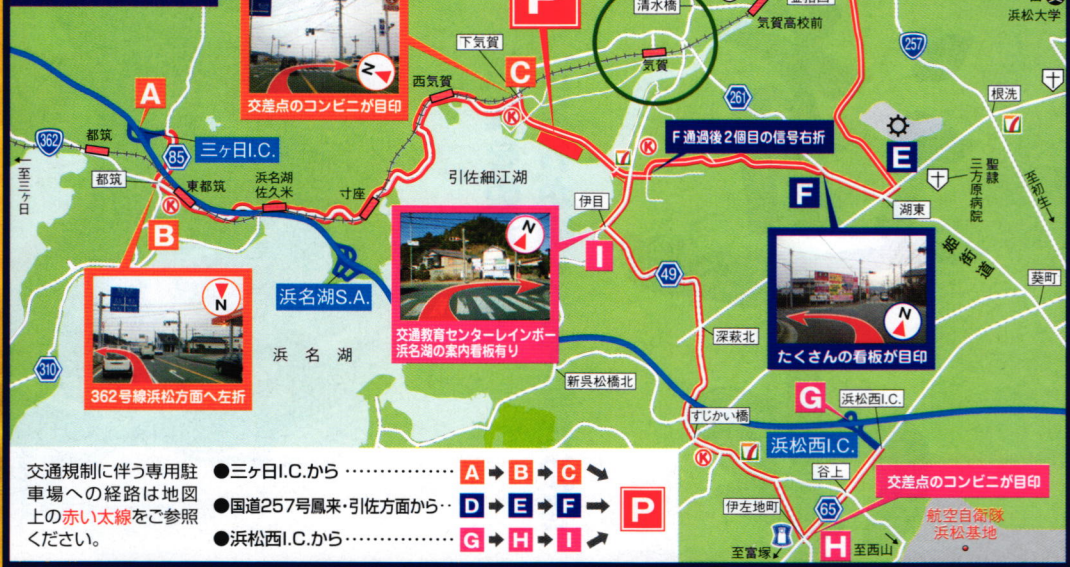 P
清水橋
気賀高校前
浜松大学
257
下気賀
C
気賀
西気賀
N
交差点のコンビニが目印
261
根洗
A
362
都筑
三ヶ日I.C.
85
K
K
7
7
F通過後2個目の信号右折
E
至三ヶ日
都筑
東都筑
浜名湖
佐久米
寸座
引佐細江湖
F
聖隷
三方原病院
至初生
伊目
湖東
K
B
N
I
姫街道
49
葵町
N
浜名湖S.A.
N
交通教育センターレインボー
浜名湖の案内看板有り
深萩北
たくさんの看板が目印
浜名湖
310
新呉松橋北
362号線浜松方面へ左折
G
浜松西I.C.
すじかい橋
浜松西I.C.
K
7
谷上
交差点のコンビニが目印
伊左地町
65
航空自衛隊
浜松基地
至富塚
H
至西山
交通規制に伴う専用駐
車場への経路は地図
上の赤い太線をご参照
ください。
●三ヶ日I.C.から ·················· A➡B➡C➡
●国道257号鳳来・引佐方面から·· D➡E➡F➡ P
●浜松西I.C.から ·················· G➡H➡I➡